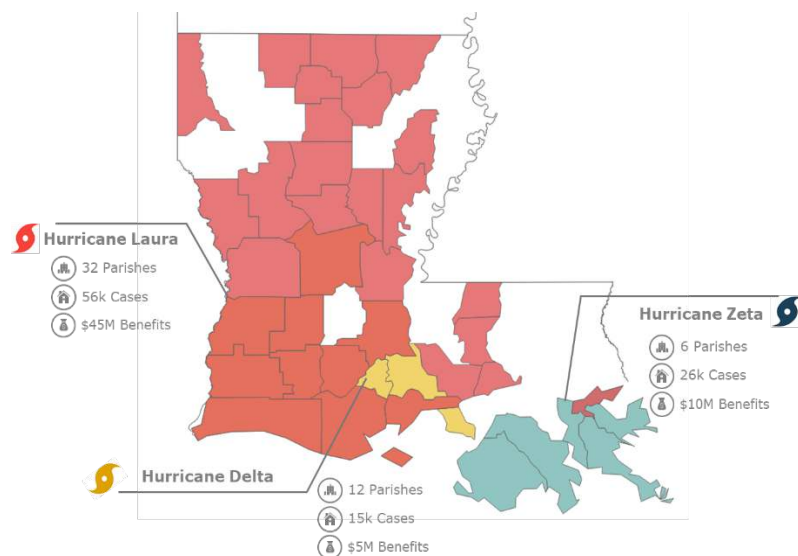 Hurricane Laura
32 Parishes
56k Cases
$45M Benefits
Hurricane Zeta
6 Parishes
26k Cases
$10M Benefits
Hurricane Delta
12 Parishes
15k Cases
$5M Benefits